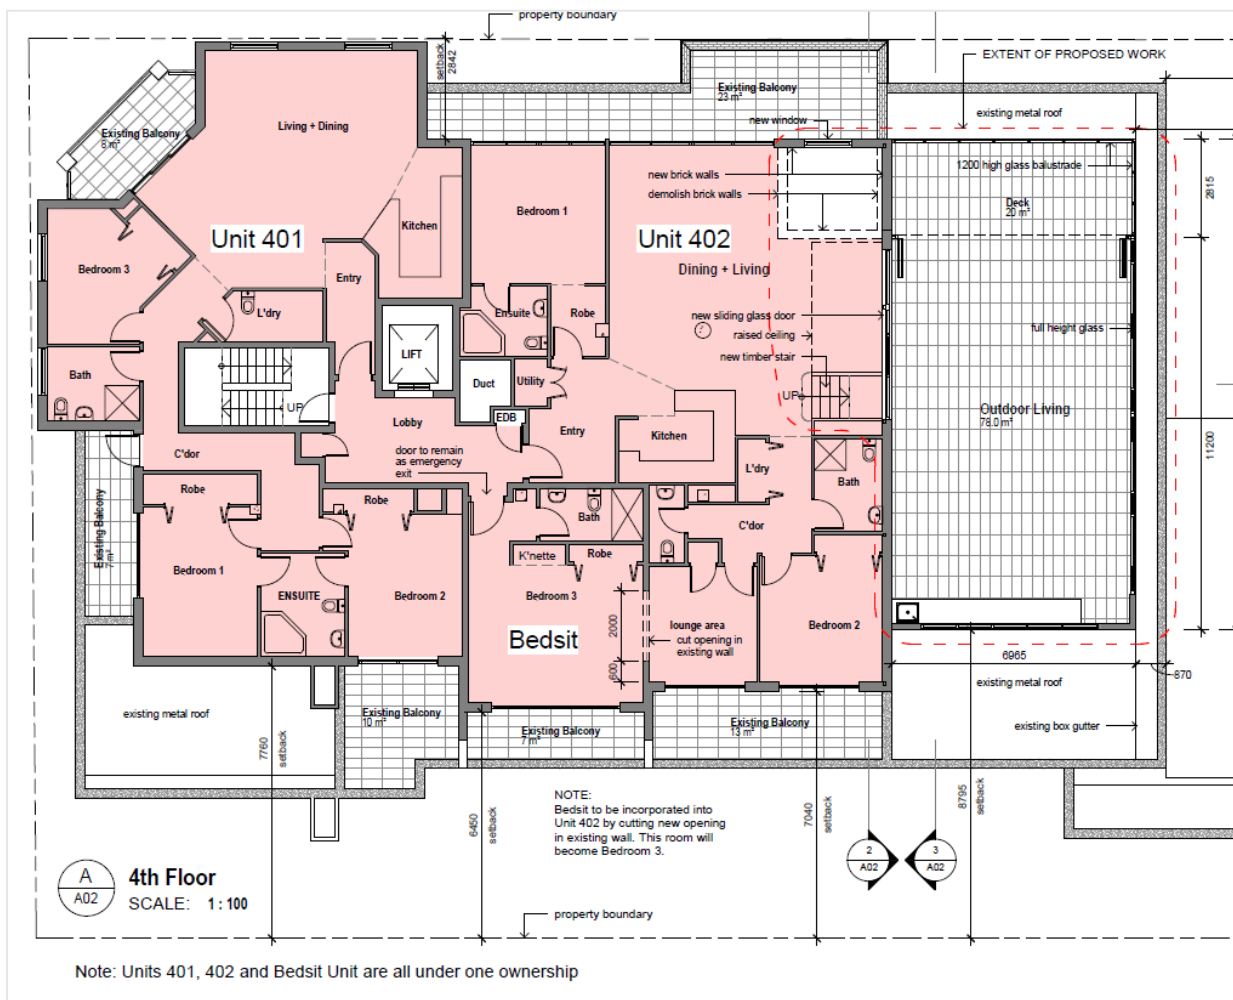 property boundary
EXTENT OF PROPOSED WORK
setback
2842
Existing Balcony
23 m²
existing metal roof
new window
Existing Balcony
8 m²
Living + Dining
1200 high glass balustrade
2815
new brick walls
demolish brick walls
Deck
20 m²
Bedroom 1
Kitchen
Unit 401
Unit 402
Bedroom 3
Entry
Dining + Living
L'dry
Ensuite
Robe
new sliding glass door
raised ceiling
full height glass
LIFT
new timber stair
Bath
Duct
Utility
UP
UP
EDB
Outdoor Living
78.0 m²
Lobby
Entry
Kitchen
11200
door to remain
as emergency
exit
C'dor
L'dry
Bath
Robe
Robe
Existing Balcony
7 m²
Bath
C'dor
K'nette
Robe
Bedroom 1
ENSUITE
Bedroom 2
Bedroom 3
2000
lounge area
cut opening in
existing wall
Bedroom 2
Bedsit
600
6965
870
existing metal roof
existing metal roof
Existing Balcony
10 m²
Existing Balcony
7 m²
Existing Balcony
13 m²
existing box gutter
7760
setback
6450
setback
7040
setback
8795
setback
NOTE:
Bedsit to be incorporated into
Unit 402 by cutting new opening
in existing wall. This room will
become Bedroom 3.
2
A02
3
A02
A
A02
4th Floor
SCALE: 1 : 100
property boundary
Note: Units 401, 402 and Bedsit Unit are all under one ownership